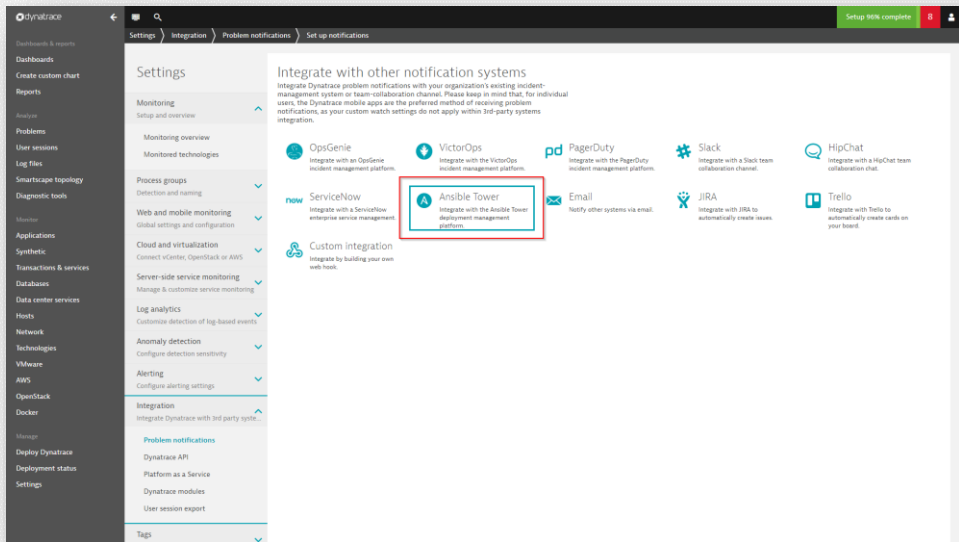 dynatrace
Setup 96% complete
8
Settings
Integration
Problem notifications
Set up notifications
Dashboards & reports
Dashboards
Create custom chart
Reports
Analyze
Problems
User sessions
Log files
Smartscape topology
Diagnostic tools
Monitor
Applications
Synthetic
Transactions & services
Databases
Data center services
Hosts
Network
Technologies
VMware
AWS
OpenStack
Docker
Manage
Deploy Dynatrace
Deployment status
Settings
Settings
Monitoring
Setup and overview
Monitoring overview
Monitored technologies
Process groups
Detection and naming
Web and mobile monitoring
Global settings and configuration
Cloud and virtualization
Connect vCenter, OpenStack or AWS
Server-side service monitoring
Manage & customize service monitoring
Log analytics
Customize detection of log-based events
Anomaly detection
Configure detection sensitivity
Alerting
Configure alerting settings
Integration
Integrate Dynatrace with 3rd party syste...
Problem notifications
Dynatrace API
Platform as a Service
Dynatrace modules
User session export
Tags
Integrate with other notification systems
Integrate Dynatrace problem notifications with your organization's existing incident-
management system or team-collaboration channel. Please keep in mind that, for individual
users, the Dynatrace mobile apps are the preferred method of receiving problem
notifications, as your custom watch settings do not apply within 3rd-party systems
integration.
OpsGenie
Integrate with an OpsGenie
incident management platform.
VictorOps
Integrate with the VictorOps
incident management platform.
pd
PagerDuty
Integrate with the PagerDuty
incident management platform.
Slack
Integrate with a Slack team
collaboration channel.
HipChat
Integrate with a HipChat team
collaboration chat.
now
ServiceNow
Integrate with a ServiceNow
enterprise service management.
A
Ansible Tower
Integrate with the Ansible Tower
deployment management
platform
Email
Notify other systems via email.
JIRA
Integrate with JIRA to
automatically create issues.
Trello
Integrate with Trello to
automatically create cards on
your board.
Custom integration
Integrate by building your own
web hook.